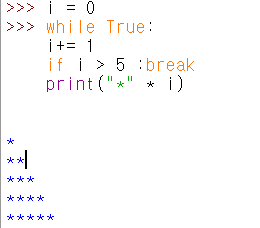 >>> i = 0
>>> while True:
    i+= 1
    if i > 5 :break
    print("*" * i)
*
**
***
****
*****